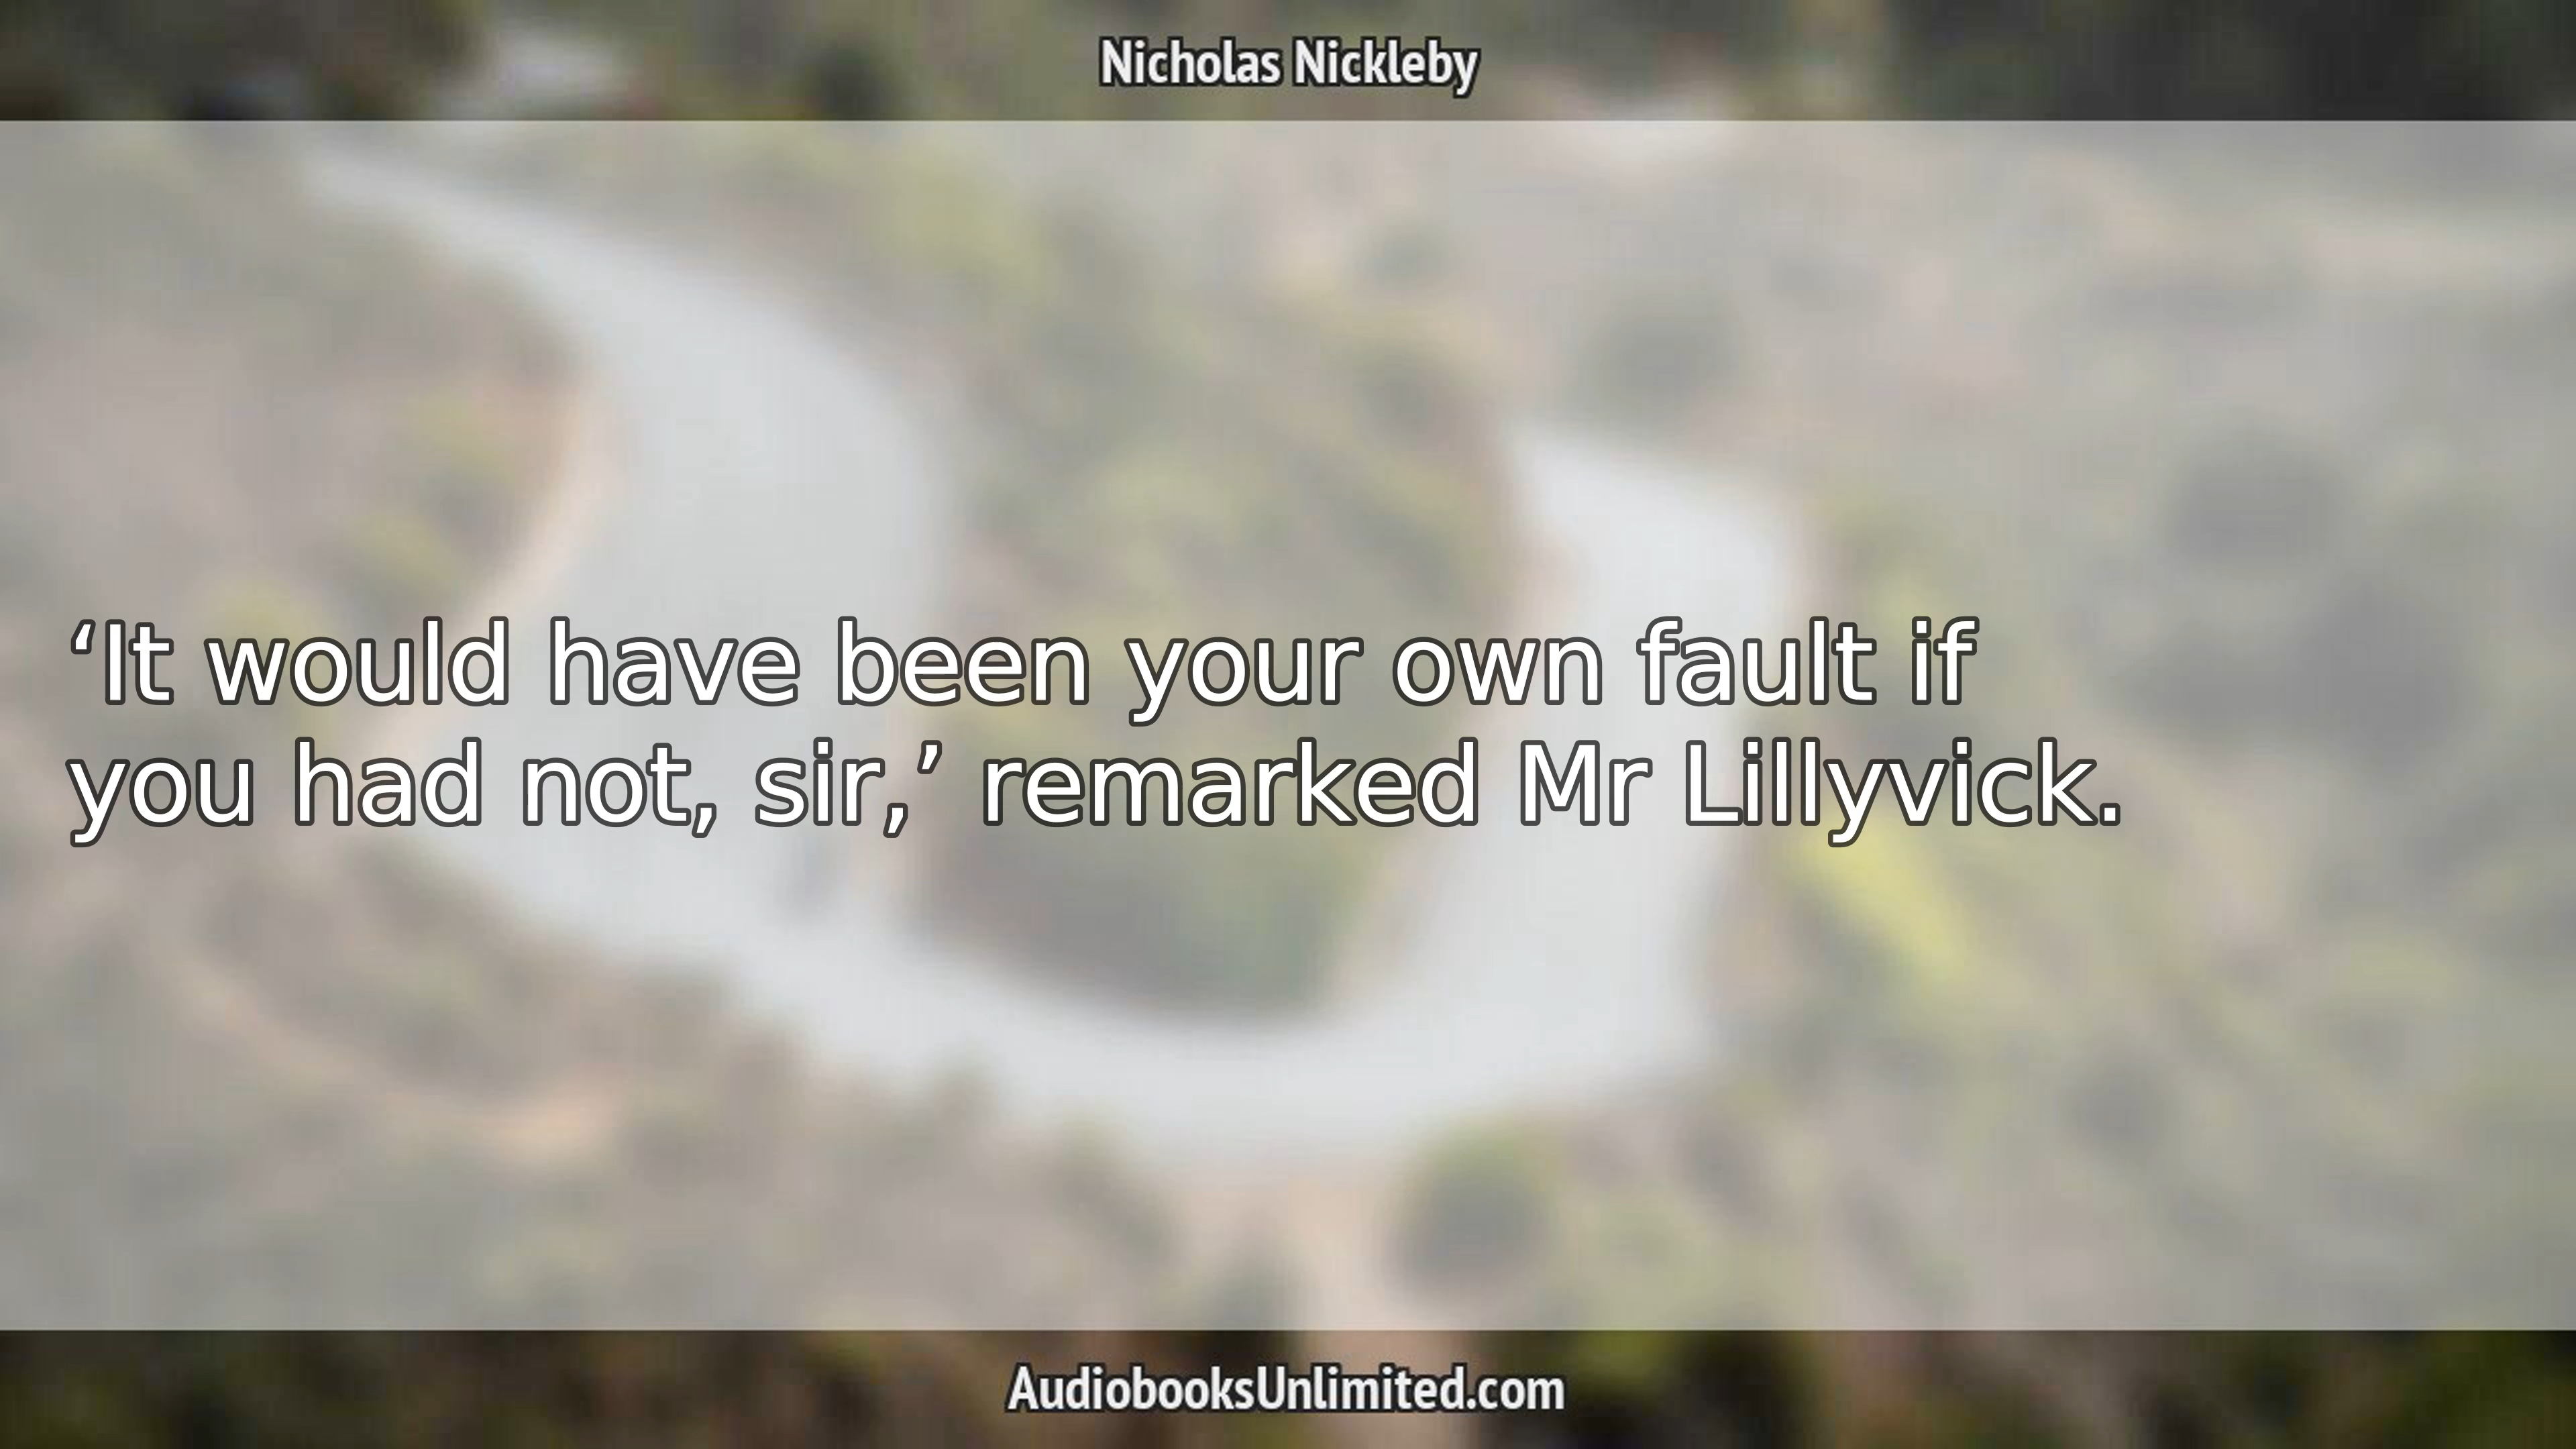 Nicholas Nickleby
‘It would have been your own fault if
you had not, sir,’ remarked Mr Lillyvick.
AudiobooksUnlimited.com